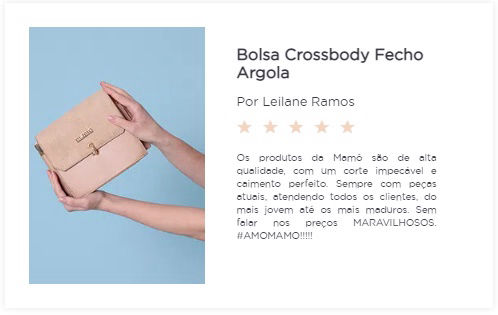 Bolsa Crossbody Fecho
Argola
Por Leilane Ramos
Os produtos da Mamô são de alta
qualidade, com um corte impecável e
caimento perfeito. Sempre com peças
atuais, atendendo todos os clientes, do
mais jovem até os mais maduros. Sem
falar nos preços MARAVILHOSOS.
#AMOMAMO!!!!!